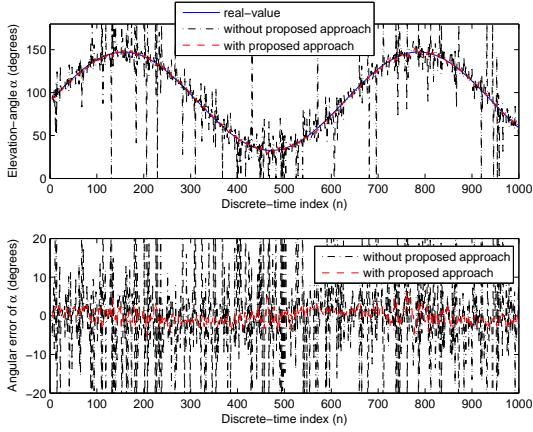 real−value
without proposed approach
with proposed approach
Elevation−angle α (degrees)
150
100
50
0
0 100 200 300 400 500 600 700 800 900 1000
Discrete−time index (n)
without proposed approach
with proposed approach
Angular error of α (degrees)
20
10
0
−10
−20
0 100 200 300 400 500 600 700 800 900 1000
Discrete−time index (n)